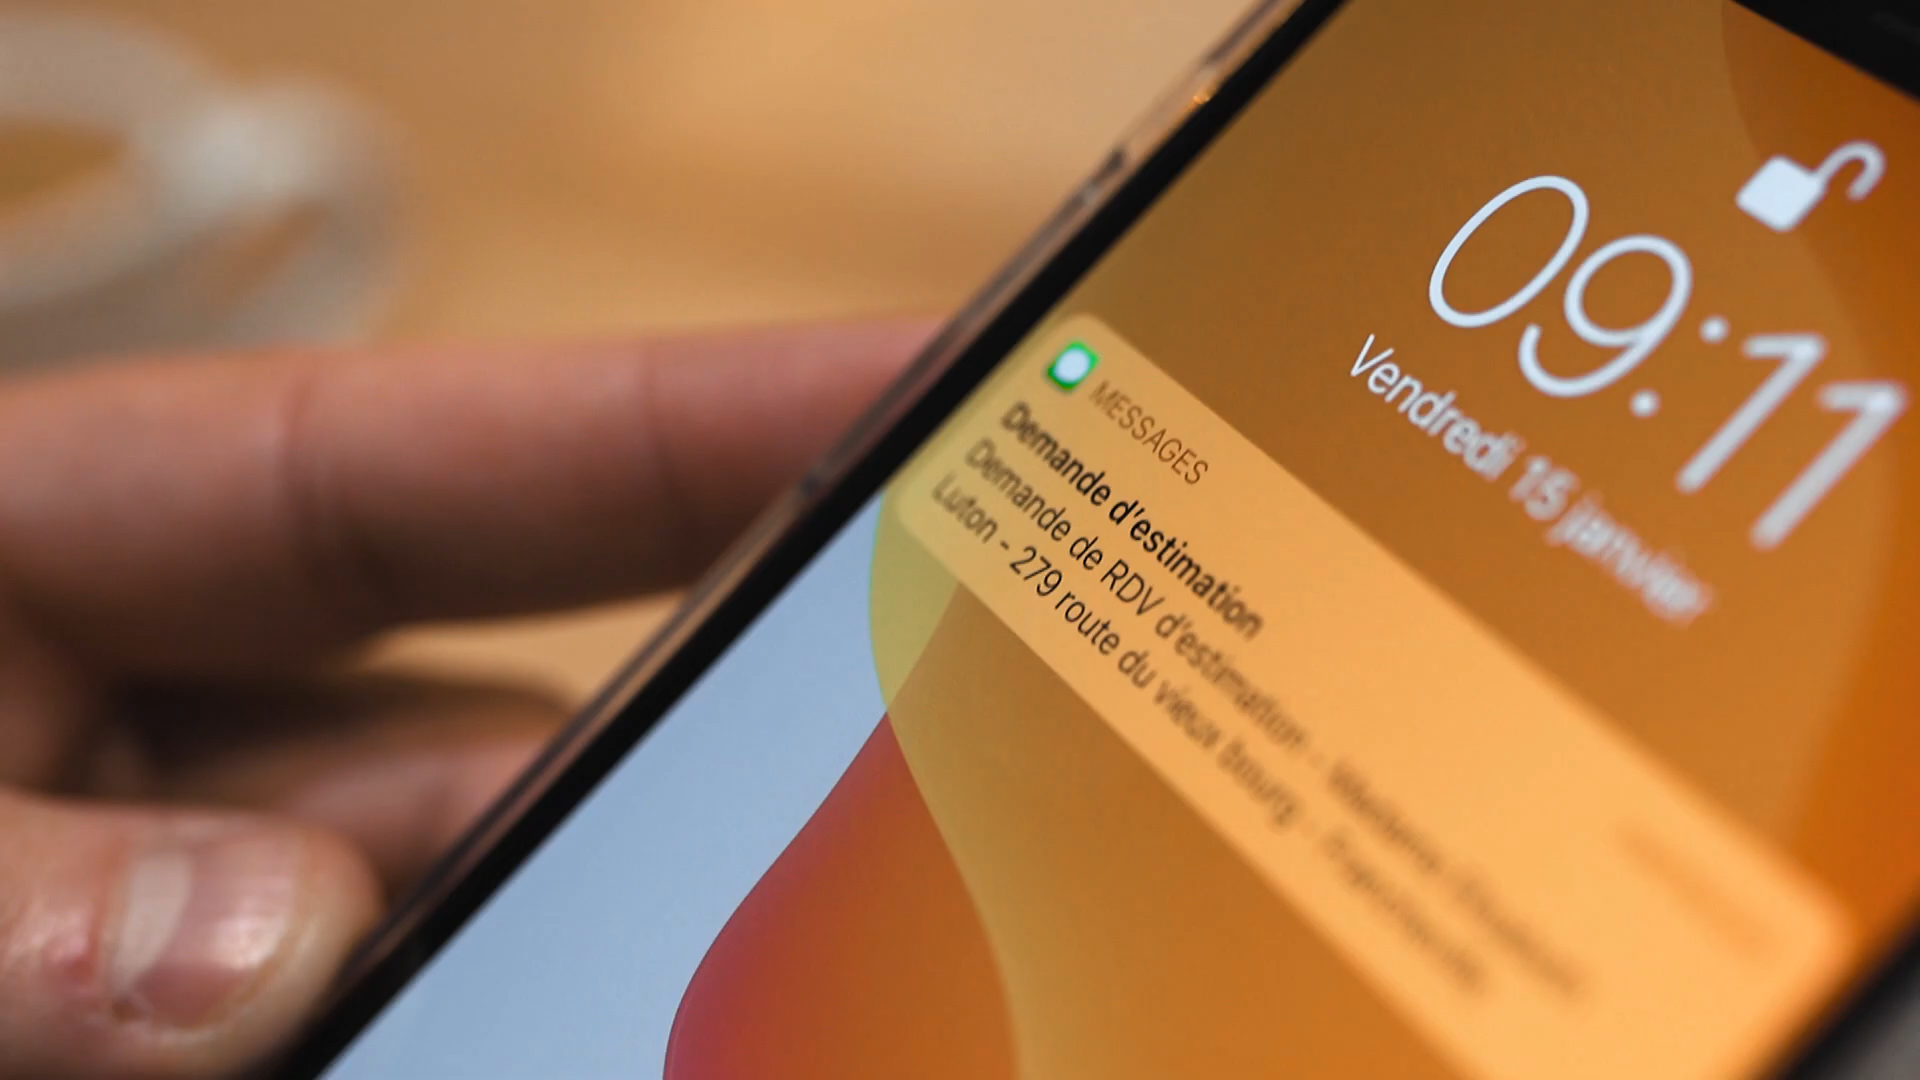 09:11
Vendredi 15 janvier
MESSAGES
Demande d'estimation
Demande de RDV d'estimation -
Luton - 279 route du vieux bourg -